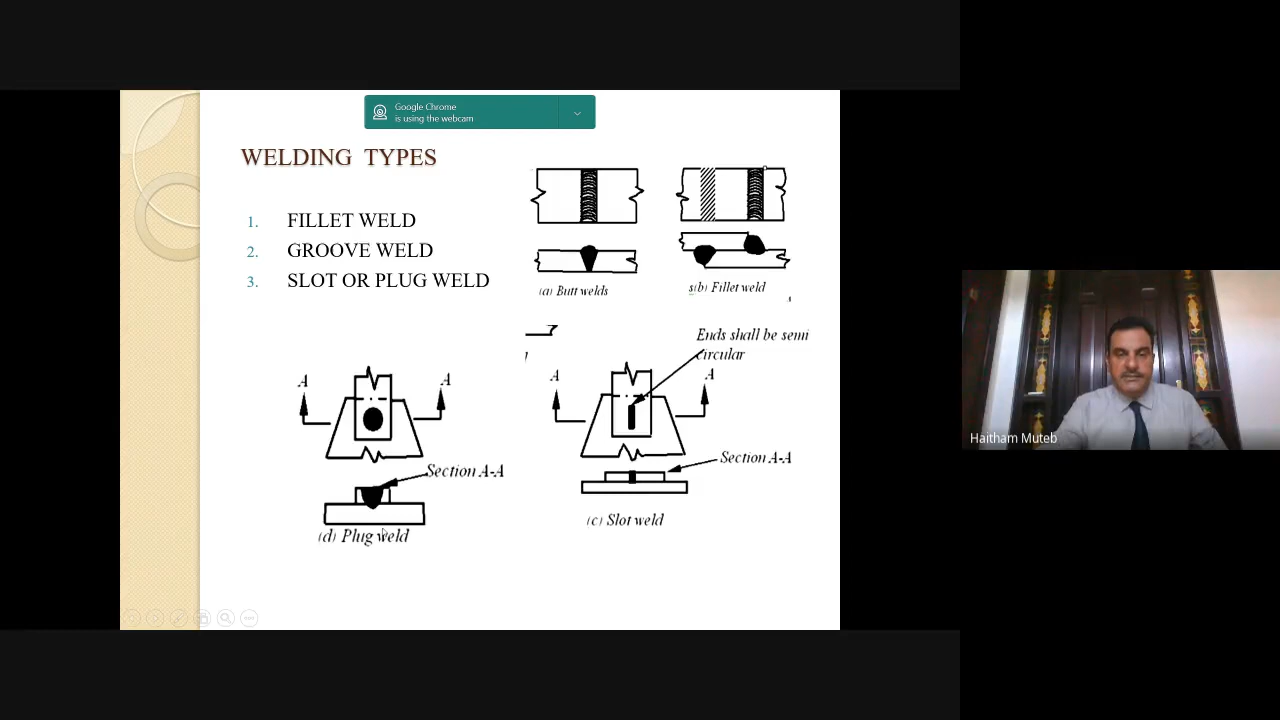 Google Chrome
is using the webcam
WELDING TYPES
1. FILLET WELD
2. GROOVE WELD
3. SLOT OR PLUG WELD
(a) Butt welds
s(b) Fillet weld
Ends shall be semi
circular
A
A
A
A
Section A-A
Section A-A
(d) Plug weld
(c) Slot weld
Haitham Muteb